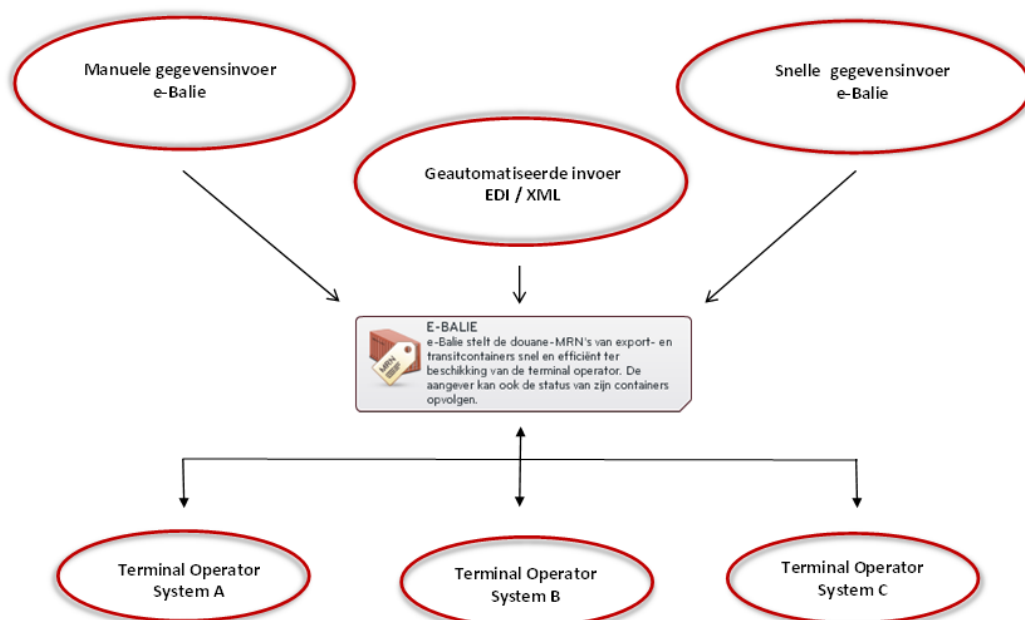 Manuele gegevensinvoer
e-Balie
Snelle gegevensinvoer
e-Balie
Geautomatiseerde invoer
EDI / XML
MRN
E-BALIE
e-Balie stelt de douane-MRN's van export- en
transitcontainers snel en efficiënt ter
beschikking van de terminal operator. De
aangever kan ook de status van zijn containers
opvolgen.
Terminal Operator
System A
Terminal Operator
System B
Terminal Operator
System C